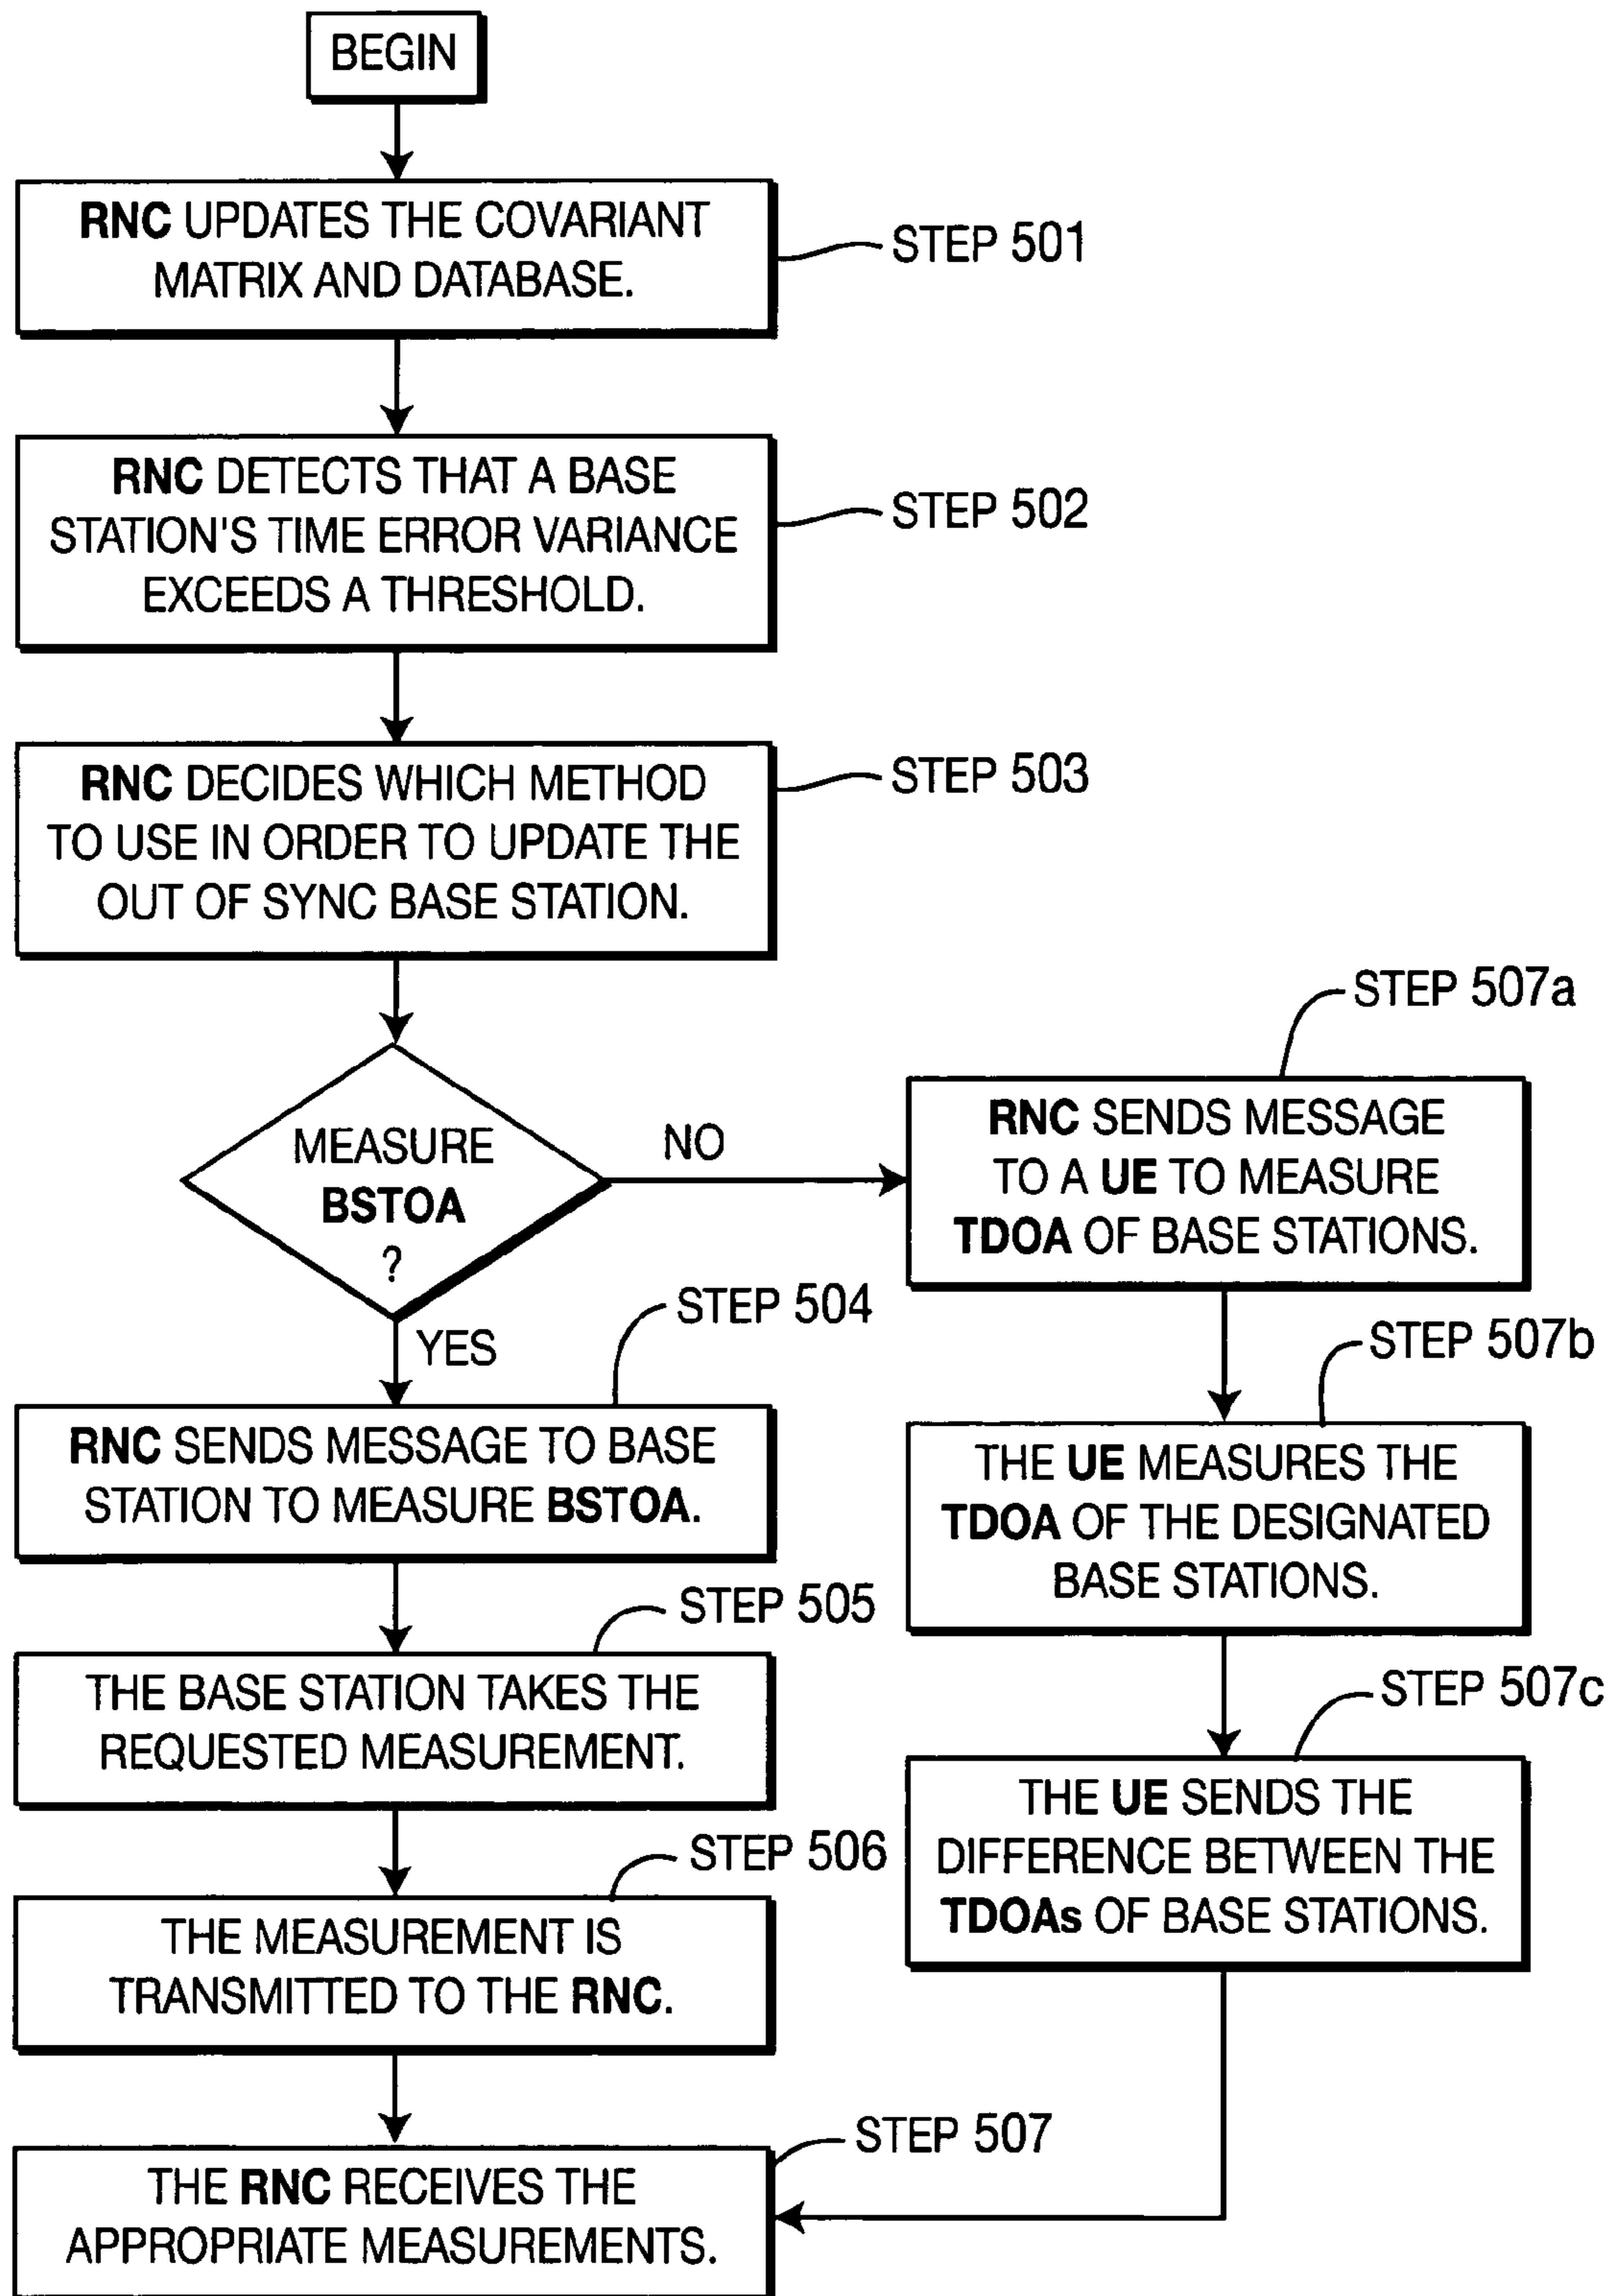 BEGIN
RNC UPDATES THE COVARIANT
MATRIX AND DATABASE.
STEP 501
RNC DETECTS THAT A BASE
STATION'S TIME ERROR VARIANCE
EXCEEDS A THRESHOLD.
STEP 502
RNC DECIDES WHICH METHOD
TO USE IN ORDER TO UPDATE THE
OUT OF SYNC BASE STATION.
STEP 503
MEASURE
BSTOA
?
NO
YES
STEP 507a
RNC SENDS MESSAGE
TO A UE TO MEASURE
TDOA OF BASE STATIONS.
STEP 504
RNC SENDS MESSAGE TO BASE
STATION TO MEASURE BSTOA.
STEP 507b
THE UE MEASURES THE
TDOA OF THE DESIGNATED
BASE STATIONS.
STEP 505
THE BASE STATION TAKES THE
REQUESTED MEASUREMENT.
STEP 507c
THE UE SENDS THE
DIFFERENCE BETWEEN THE
TDOAs OF BASE STATIONS.
STEP 506
THE MEASUREMENT IS
TRANSMITTED TO THE RNC.
STEP 507
THE RNC RECEIVES THE
APPROPRIATE MEASUREMENTS.